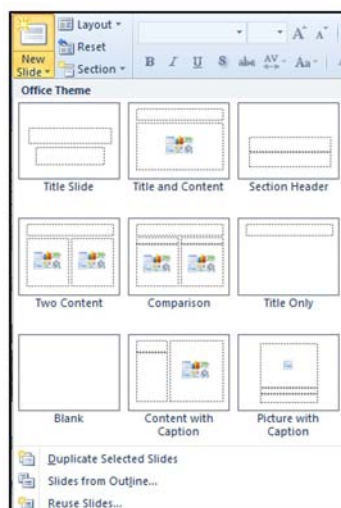 Layout
Reset
New
Slide
Section
B I U S abc AV Aa
A A
Office Theme
Title Slide
Title and Content
Section Header
Two Content
Comparison
Title Only
Blank
Content with
Caption
Picture with
Caption
Duplicate Selected Slides
Slides from Outline...
Reuse Slides...